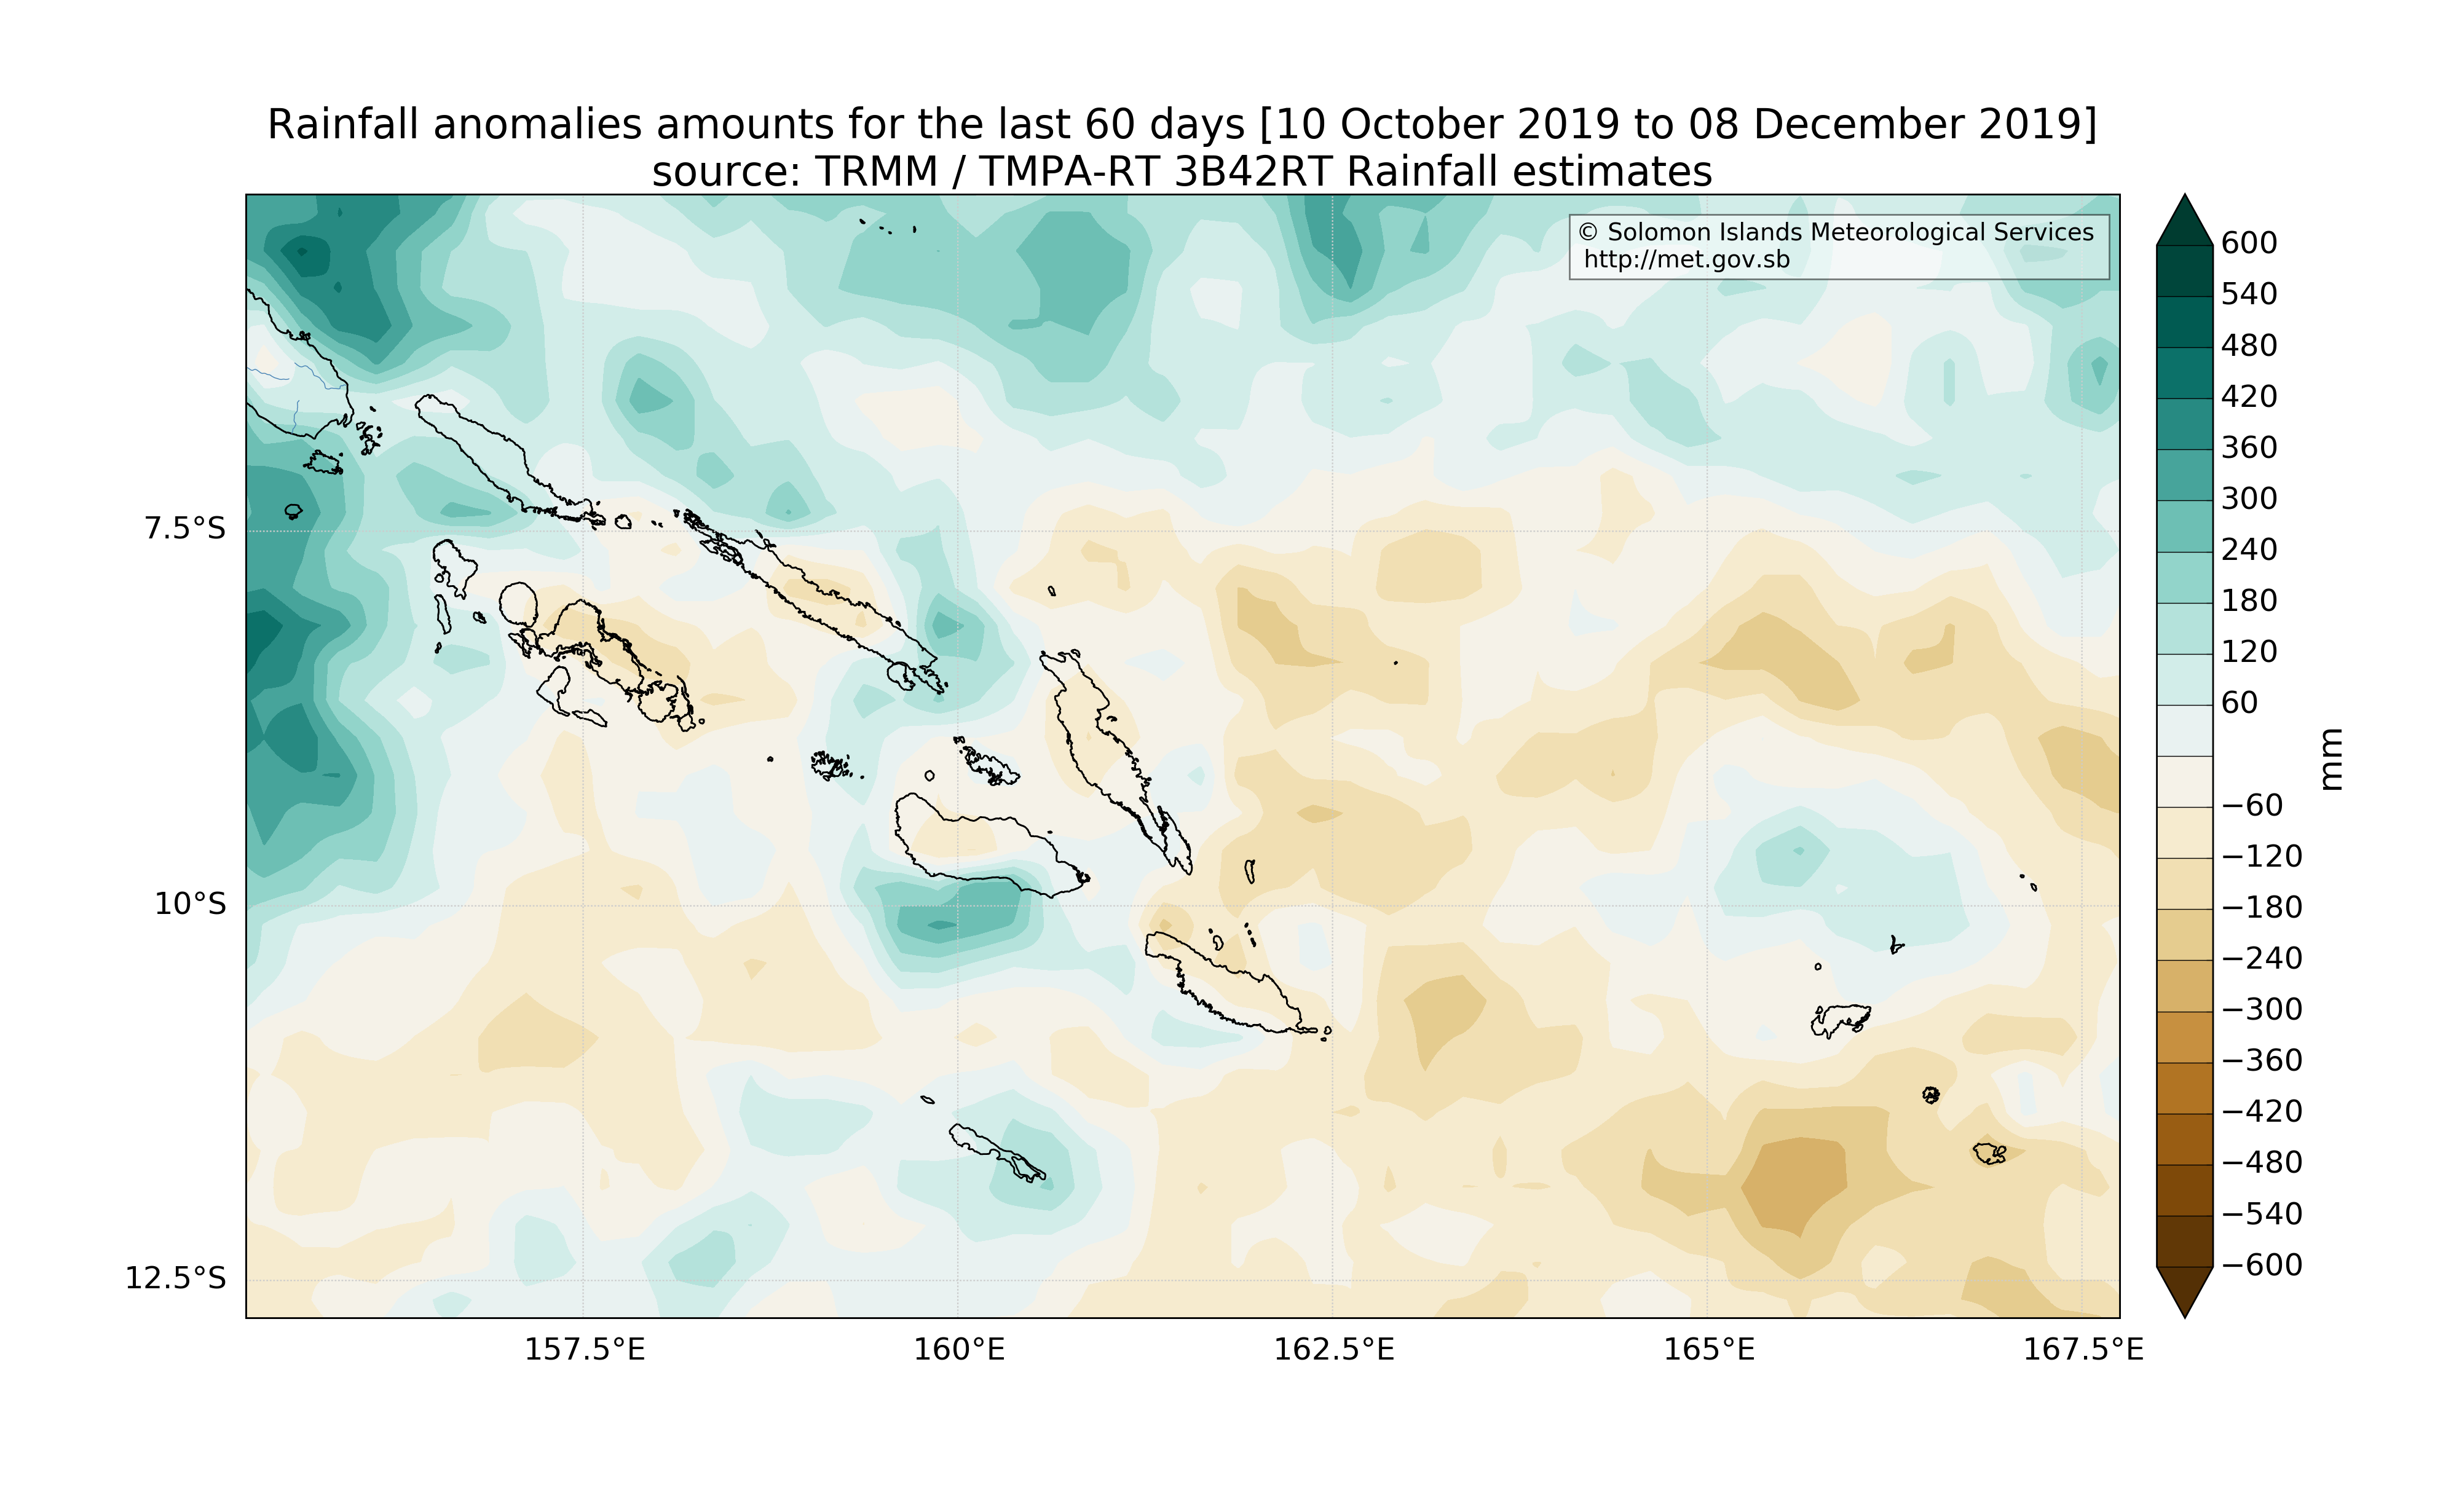 Rainfall anomalies amounts for the last 60 days [10 October 2019 to 08 December 2019]
source: TRMM / TMPA-RT 3B42RT Rainfall estimates
© Solomon Islands Meteorological Services
http://met.gov.sb
7.5°S
10°S
12.5°S
157.5°E
160°E
162.5°E
165°E
167.5°E
600
540
480
420
360
300
240
180
120
60
−60
−120
−180
−240
−300
−360
−420
−480
−540
−600
mm